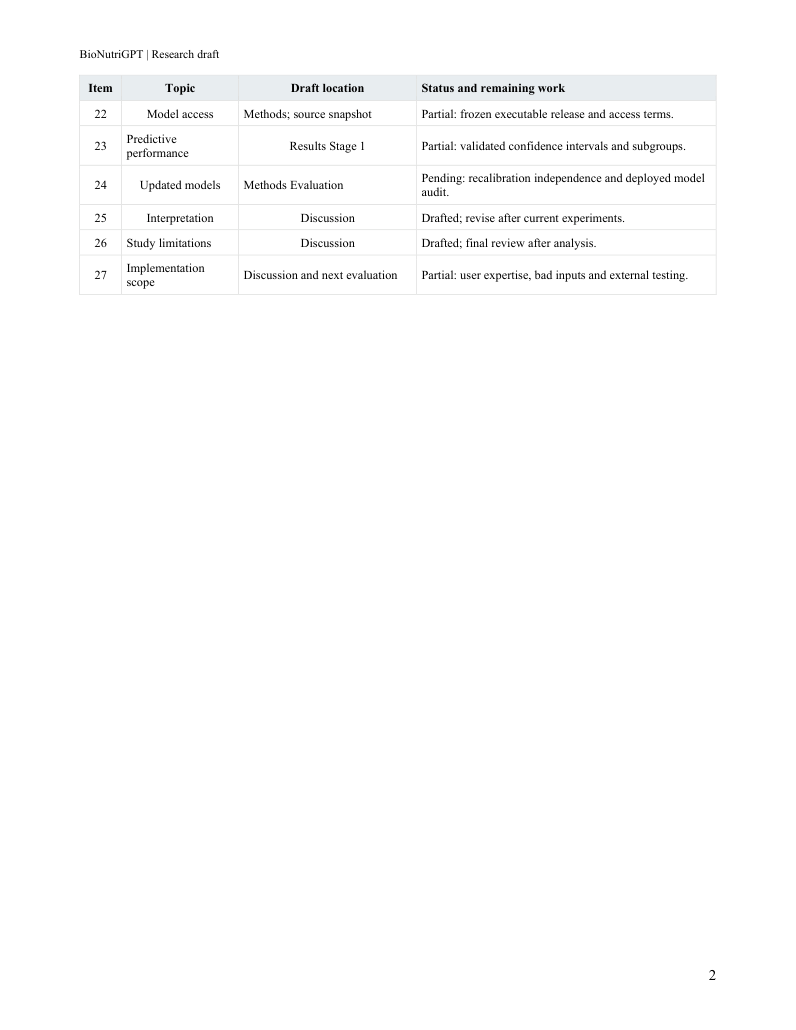 BioNutriGPT | Research draft
Item Topic Draft location Status and remaining work
22 Model access Methods; source snapshot Partial: frozen executable release and access terms.
23 Predictive performance Results Stage 1 Partial: validated confidence intervals and subgroups.
24 Updated models Methods Evaluation Pending: recalibration independence and deployed model audit.
25 Interpretation Discussion Drafted; revise after current experiments.
26 Study limitations Discussion Drafted; final review after analysis.
27 Implementation scope Discussion and next evaluation Partial: user expertise, bad inputs and external testing.
2